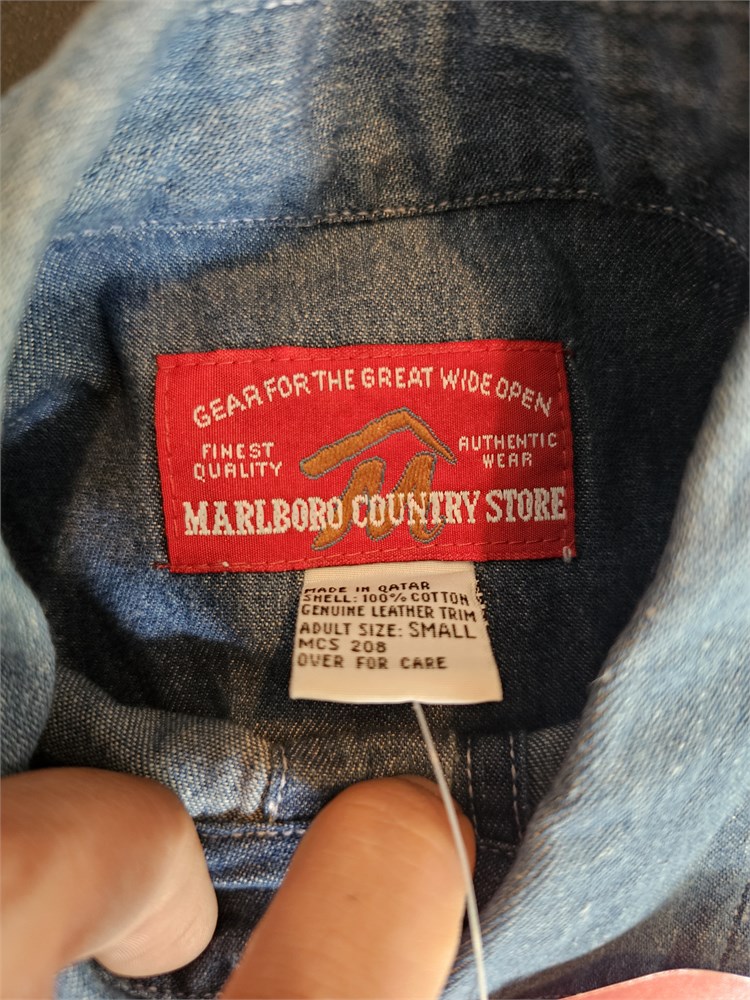 GEAR FOR THE GREAT WIDE OPEN
FINEST QUALITY
AUTHENTIC WEAR
M
MARLBORO COUNTRY STORE
MADE IN QATAR
SHELL: 100% COTTON
GENUINE LEATHER TRIM
ADULT SIZE: SMALL
MCS 208
OVER FOR CARE